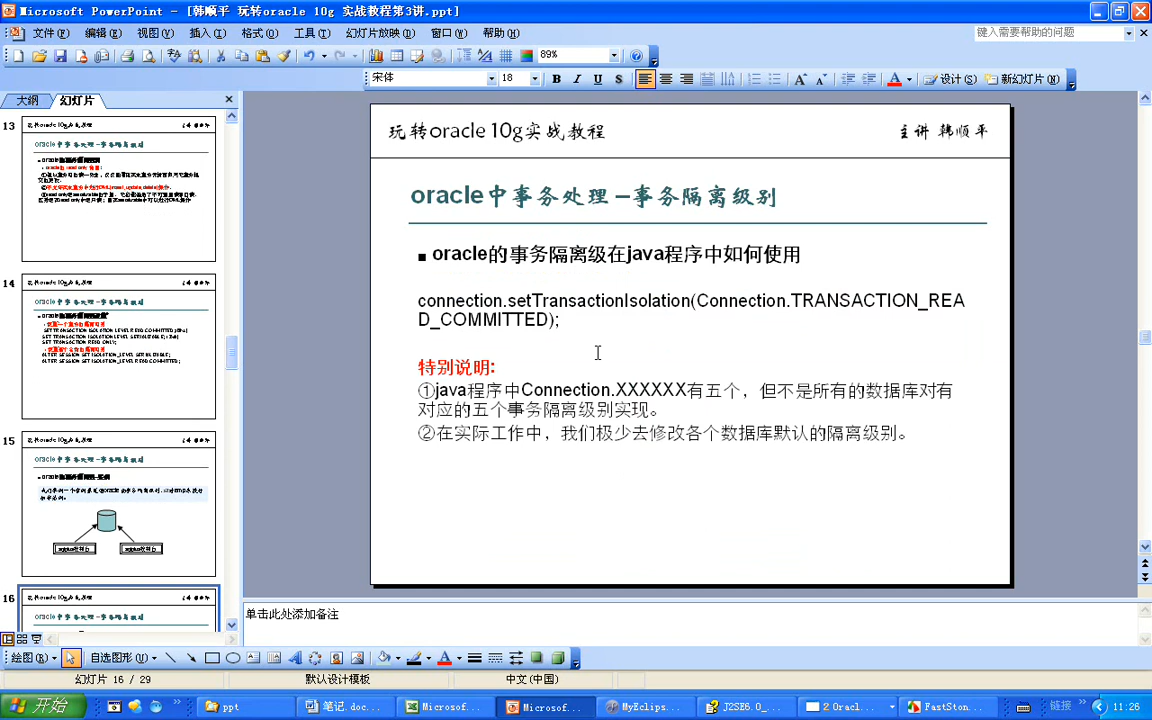 Microsoft PowerPoint - [韩顺平 玩转oracle 10g 实战教程第3讲.ppt]
文件(F) 编辑(E) 视图(V) 插入(I) 格式(O) 工具(T) 幻灯片放映(D) 窗口(W) 帮助(H) 键入需要帮助的问题
89%
宋体 18 B I U S A A A 设计(S) 新幻灯片(N)
大纲 幻灯片
13
14
15
16
玩转oracle 10g实战教程 主讲 韩顺平
oracle中事务处理 –事务隔离级别
oracle的事务隔离级在java程序中如何使用
connection.setTransactionIsolation(Connection.TRANSACTION_REA
D_COMMITTED);
特别说明:
①java程序中Connection.XXXXXX有五个，但不是所有的数据库对有
对应的五个事务隔离级别实现。
②在实际工作中，我们极少去修改各个数据库默认的隔离级别。
单击此处添加备注
绘图(R) 自选图形(U)
幻灯片 16 / 29 默认设计模板 中文(中国)
开始 ppt 笔记.doc... Microsof... Microsof... MyEclips... J2SE6.0_... 2 Oracl... FastSton... 链接 11:26